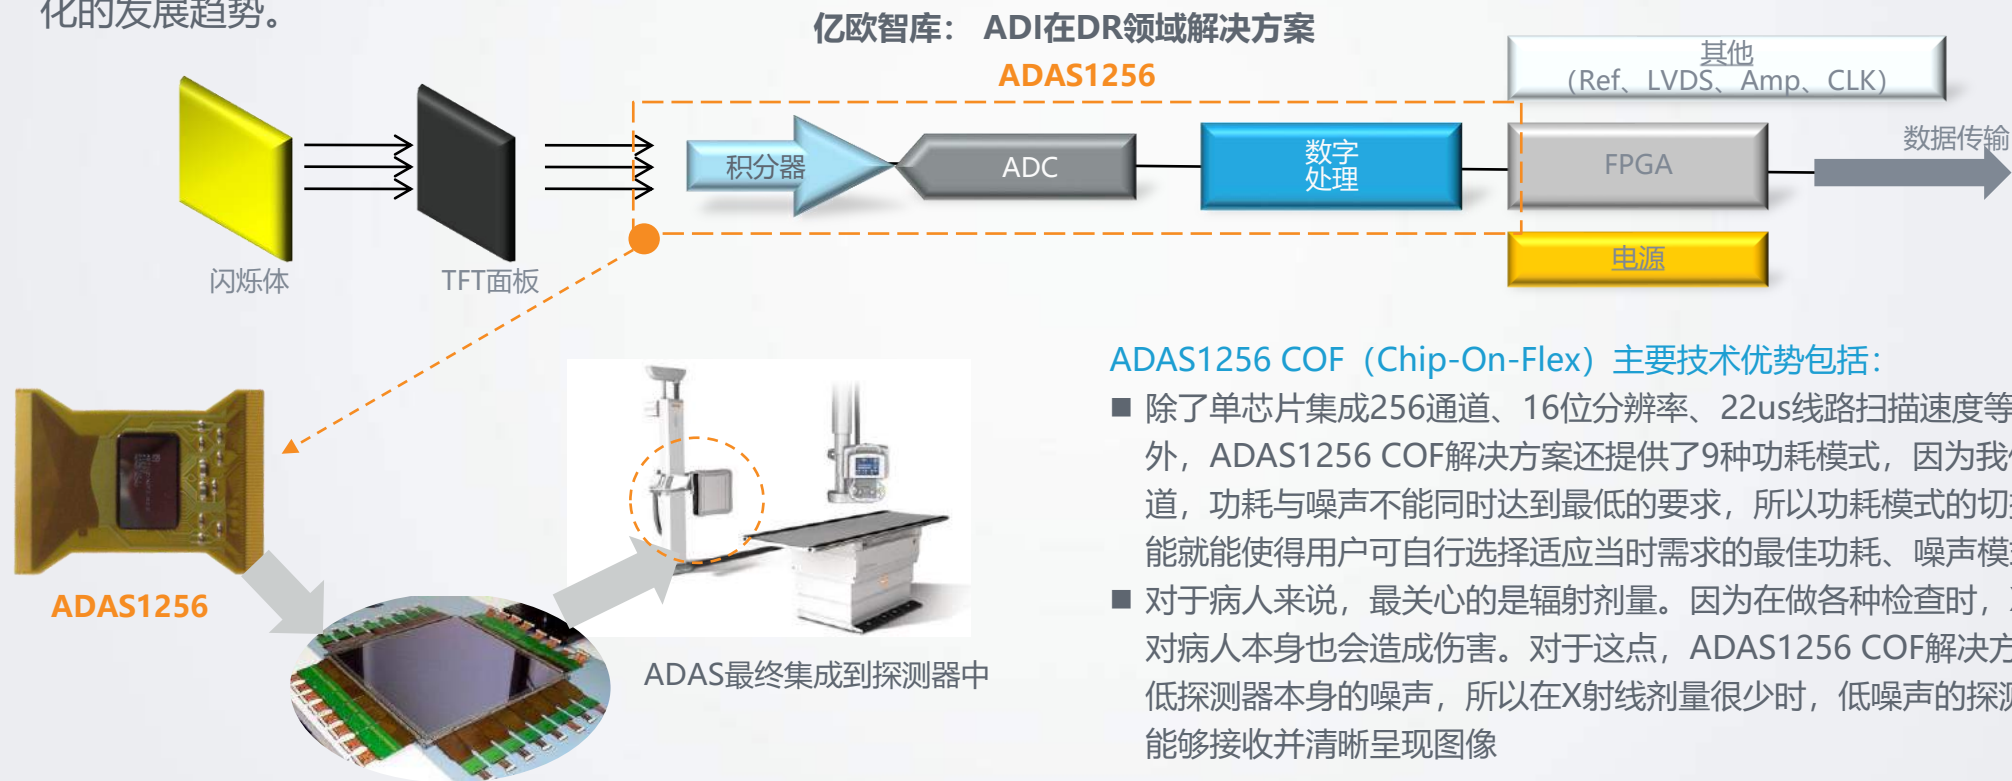 化的发展趋势。
亿欧智库： ADI在DR领域解决方案
ADAS1256
其他
（Ref、LVDS、Amp、CLK）
数据传输
积分器
ADC
数字
处理
FPGA
电源
闪烁体
TFT面板
ADAS1256 COF（Chip-On-Flex）主要技术优势包括：
■ 除了单芯片集成256通道、16位分辨率、22us线路扫描速度等
外，ADAS1256 COF解决方案还提供了9种功耗模式，因为我
道，功耗与噪声不能同时达到最低的要求，所以功耗模式的切
能就能使得用户可自行选择适应当时需求的最佳功耗、噪声模
■ 对于病人来说，最关心的是辐射剂量。因为在做各种检查时，
对病人本身也会造成伤害。对于这点，ADAS1256 COF解决方
低探测器本身的噪声，所以在X射线剂量很少时，低噪声的探
能够接收并清晰呈现图像
ADAS1256
ADAS最终集成到探测器中